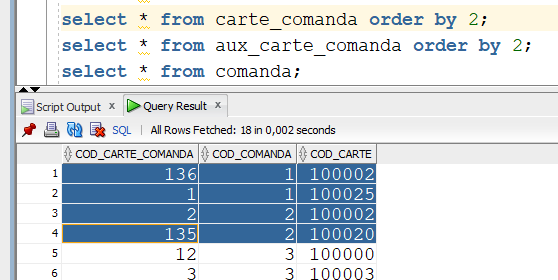 select * from carte_comanda order by 2;
select * from aux_carte_comanda order by 2;
select * from comanda;
Script Output x Query Result x
SQL | All Rows Fetched: 18 in 0,002 seconds
COD_CARTE_COMANDA COD_COMANDA COD_CARTE
1 136 1 100002
2 1 1 100025
3 2 2 100002
4 135 2 100020
5 12 3 100000
6 3 3 100003